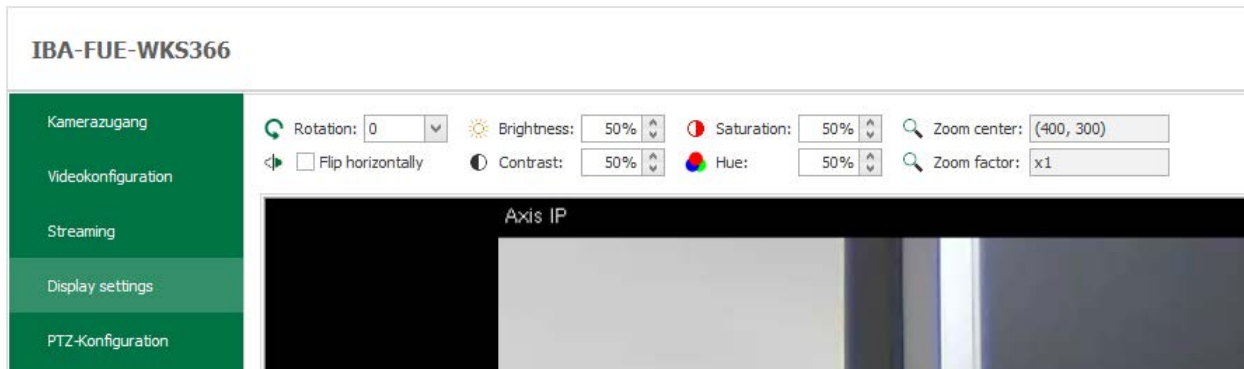 IBA-FUE-WKS366
Kamerazugang
Videokonfiguration
Streaming
Display settings
PTZ-Konfiguration
Rotation: 0 Brightness: 50% Saturation: 50% Zoom center: (400, 300)
Flip horizontally Contrast: 50% Hue: 50% Zoom factor: x1
Axis IP